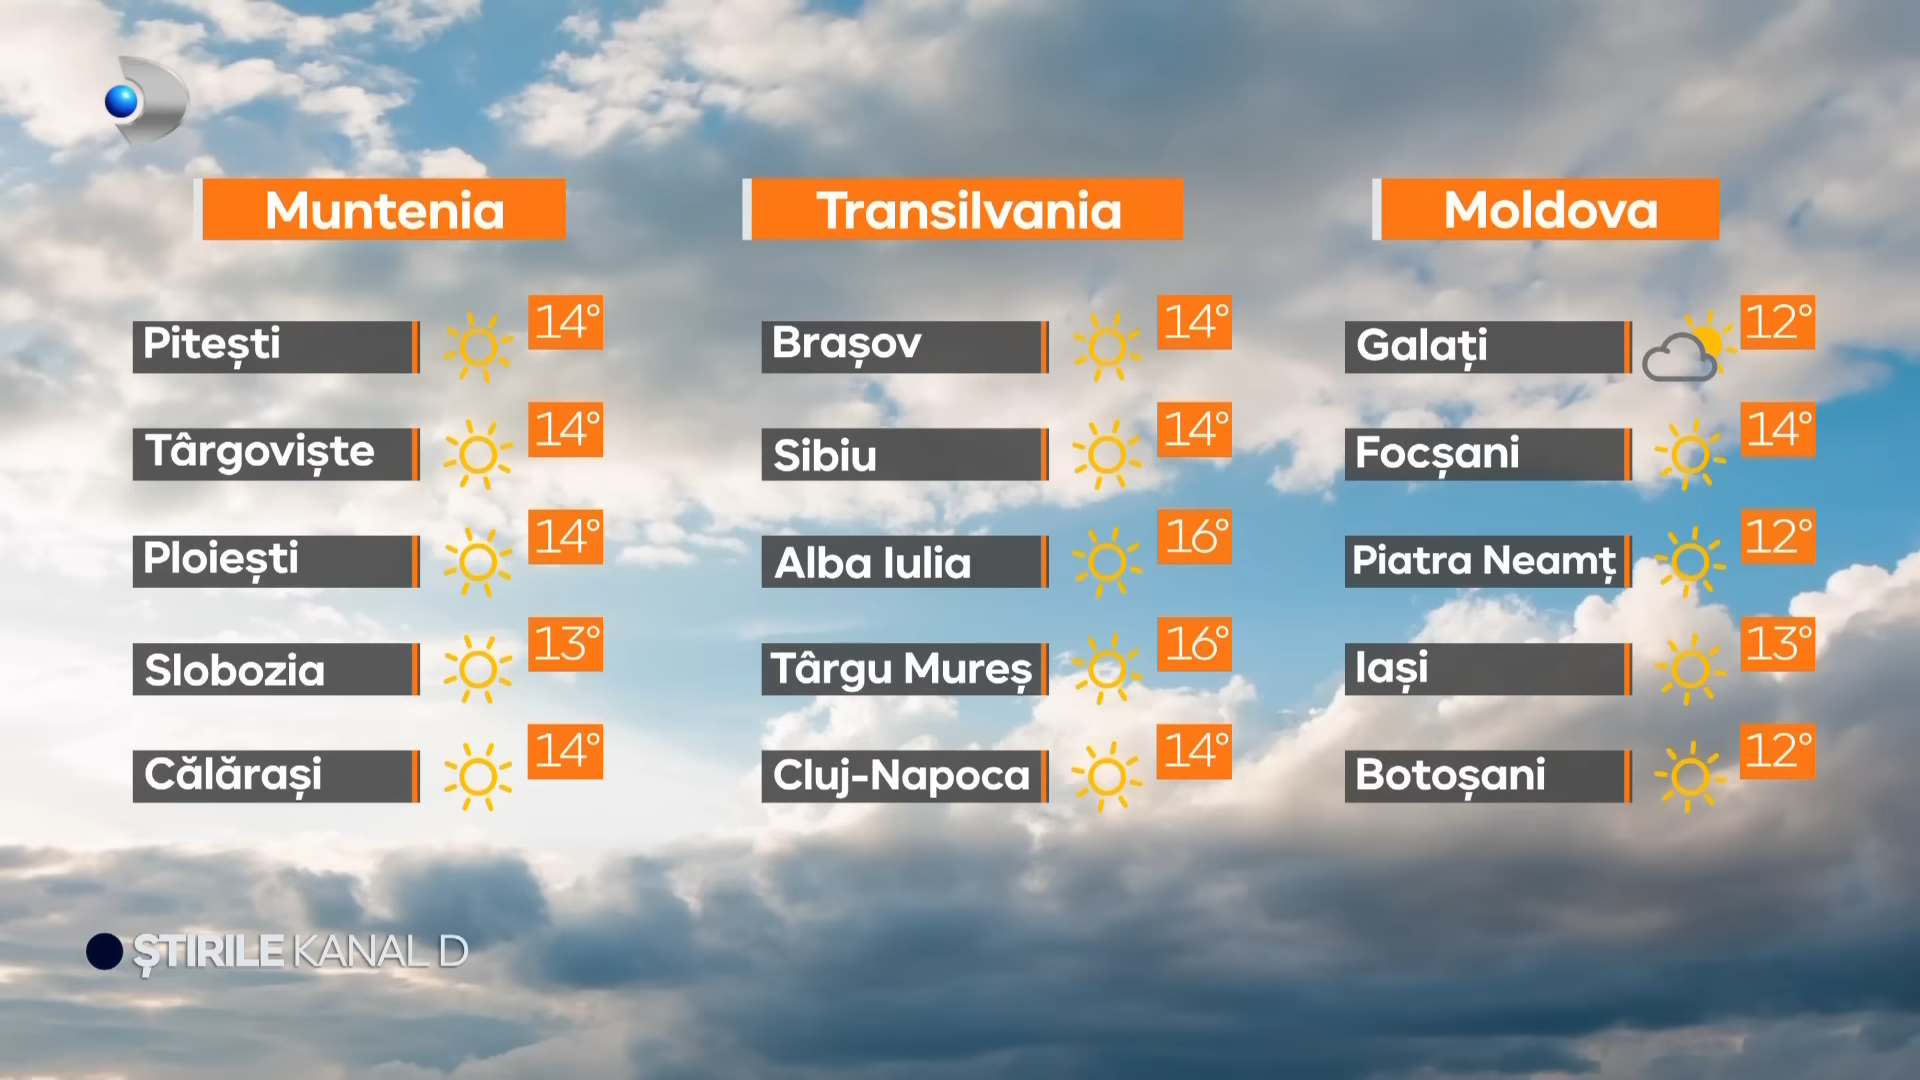 Muntenia
Pitești 14°
Târgoviște 14°
Ploiești 14°
Slobozia 13°
Călărași 14°
Transilvania
Brașov 14°
Sibiu 14°
Alba Iulia 16°
Târgu Mureș 16°
Cluj-Napoca 14°
Moldova
Galați 12°
Focșani 14°
Piatra Neamț 12°
Iași 13°
Botoșani 12°
ȘTIRILE KANAL D